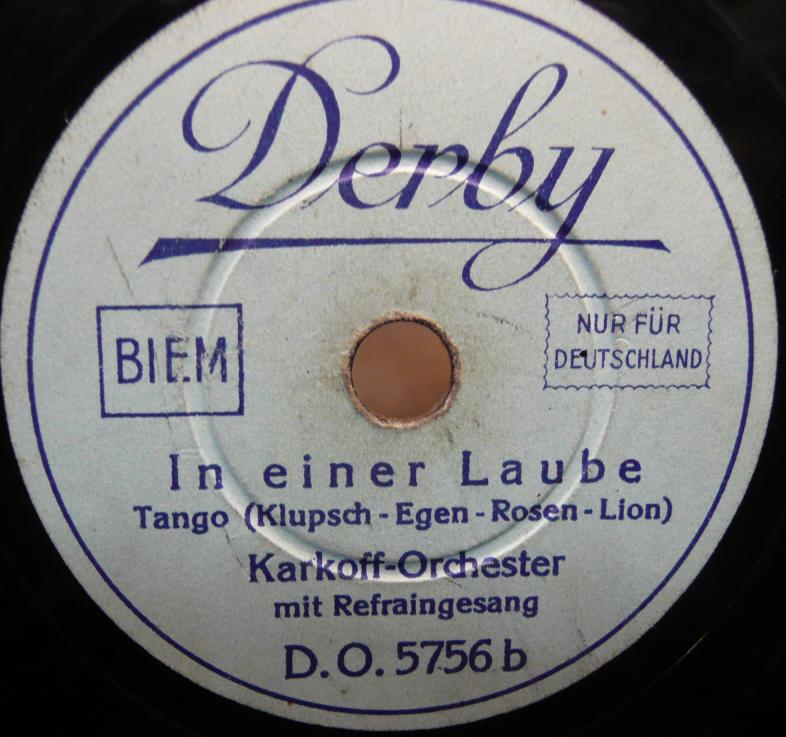 Derby
BIEM
NUR FÜR
DEUTSCHLAND
In einer Laube
Tango (Klupsch - Egen - Rosen - Lion)
Karkoff-Orchester
mit Refraingesang
D.O. 5756 b